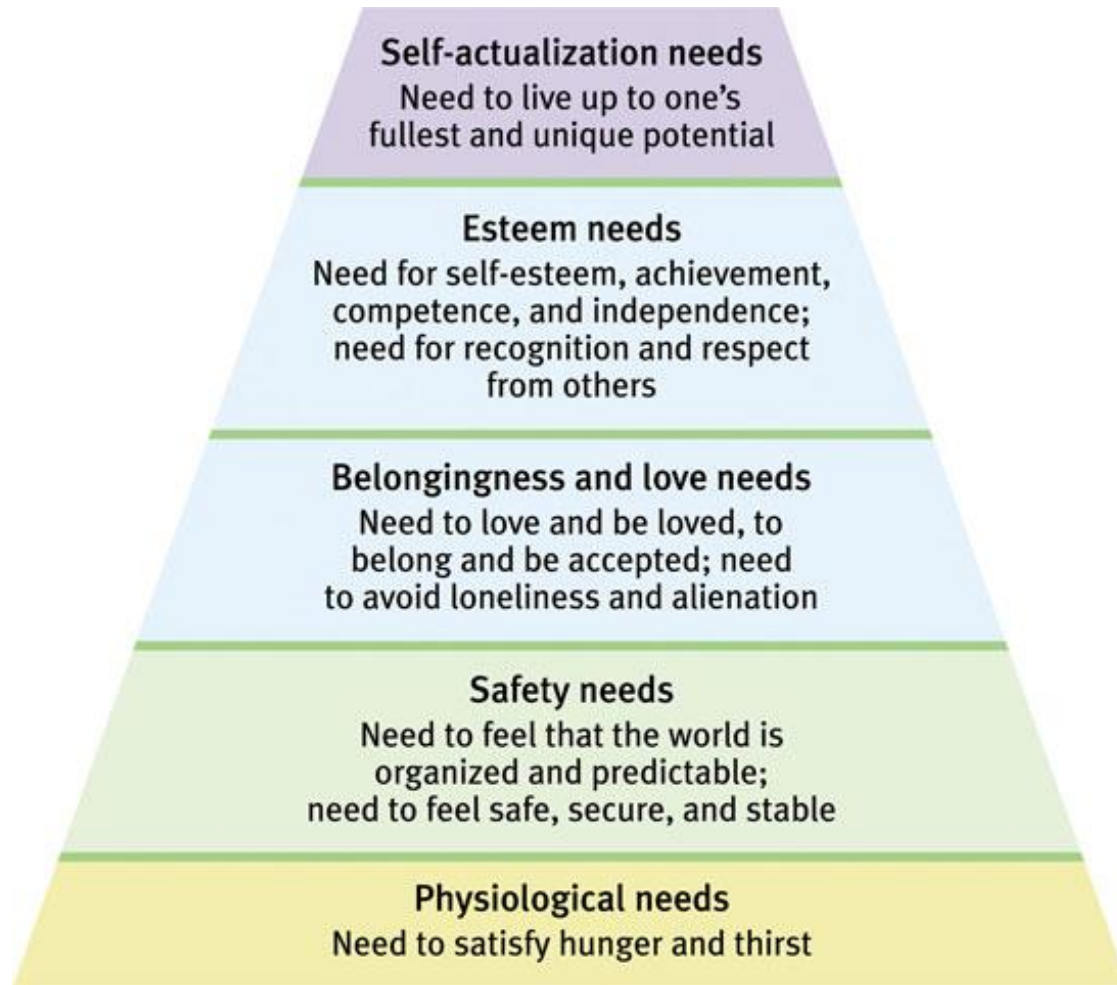 Self-actualization needs
Need to live up to one’s
fullest and unique potential
Esteem needs
Need for self-esteem, achievement,
competence, and independence;
need for recognition and respect
from others
Belongingness and love needs
Need to love and be loved, to
belong and be accepted; need
to avoid loneliness and alienation
Safety needs
Need to feel that the world is
organized and predictable;
need to feel safe, secure, and stable
Physiological needs
Need to satisfy hunger and thirst